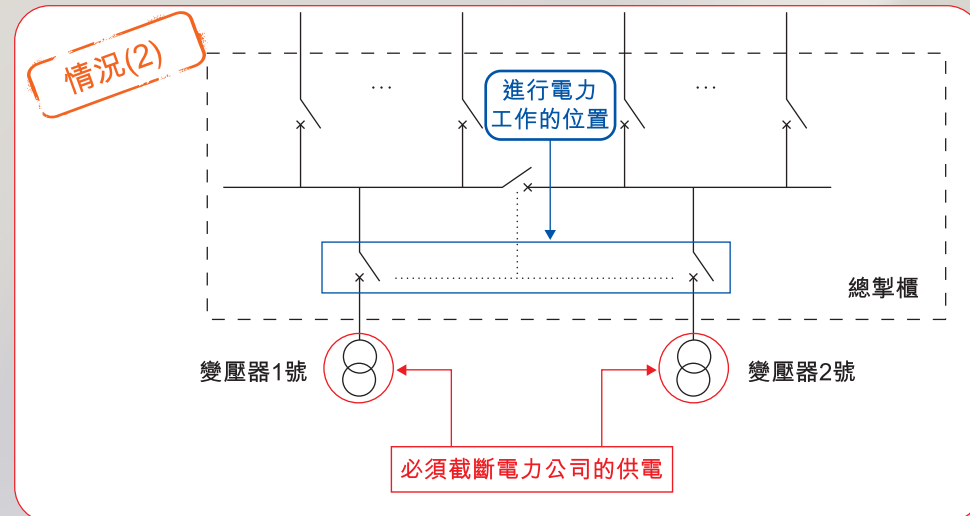 情況(2)
...
...
進行電力
工作的位置
總掣櫃
變壓器1號
變壓器2號
必須截斷電力公司的供電